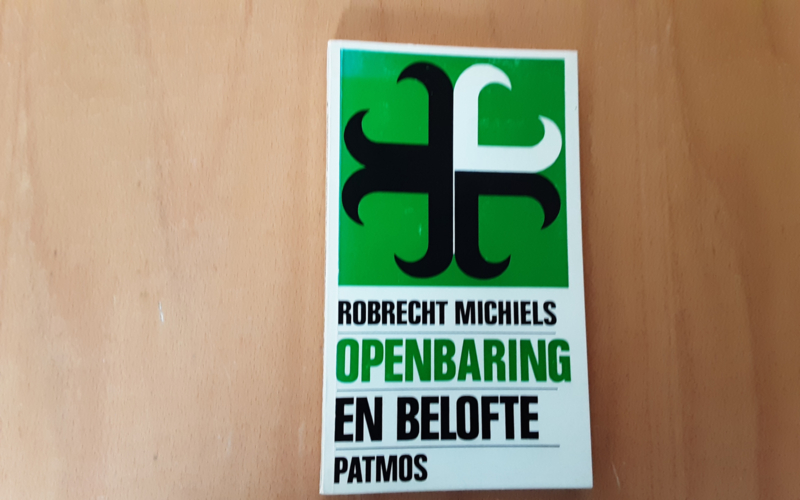 ROBRECHT MICHIELS
OPENBARING
EN BELOFTE
PATMOS